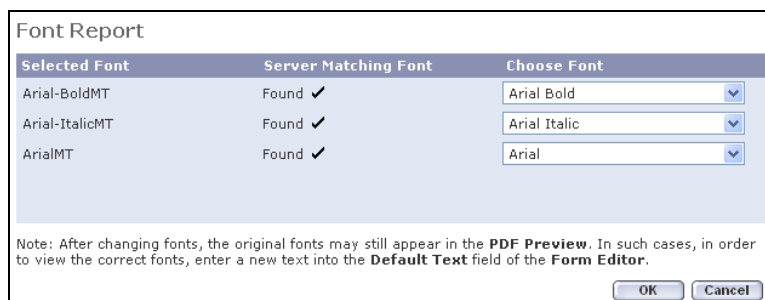 Font Report
Selected Font Server Matching Font Choose Font
Arial-BoldMT Found ✔ Arial Bold
Arial-ItalicMT Found ✔ Arial Italic
ArialMT Found ✔ Arial
Note: After changing fonts, the original fonts may still appear in the PDF Preview. In such cases, in order
to view the correct fonts, enter a new text into the Default Text field of the Form Editor.
OK Cancel